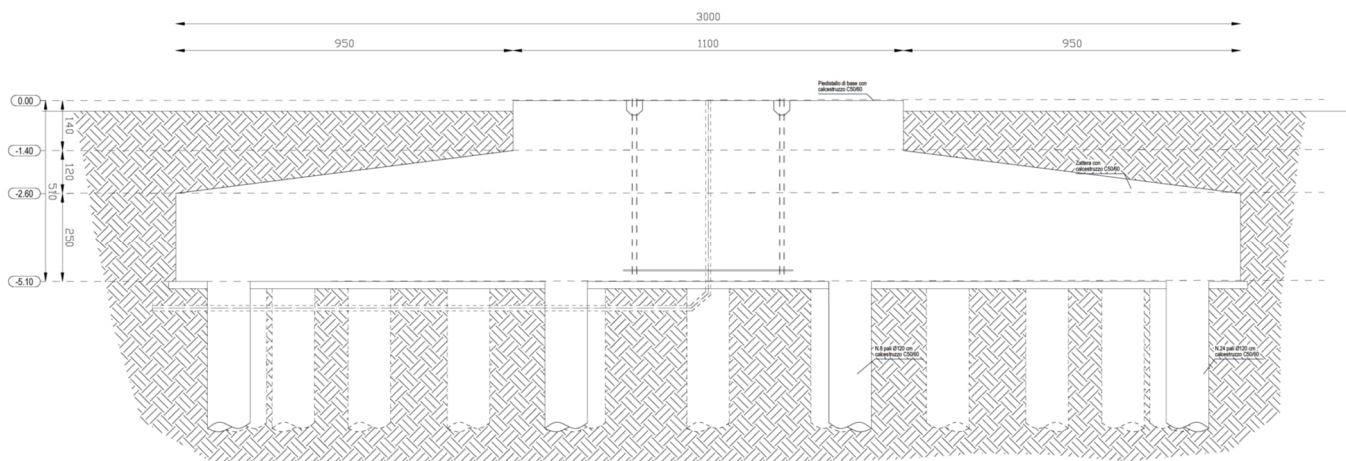 3000
950
1100
950
Piedistallo di base con
calcestruzzo C50/60
0.00
140
-1.40
120
Zattera con
calcestruzzo C50/60
-2.60
510
250
-5.10
N.8 pali Ø120 cm
calcestruzzo C50/60
N.24 pali Ø120 cm
calcestruzzo C50/60